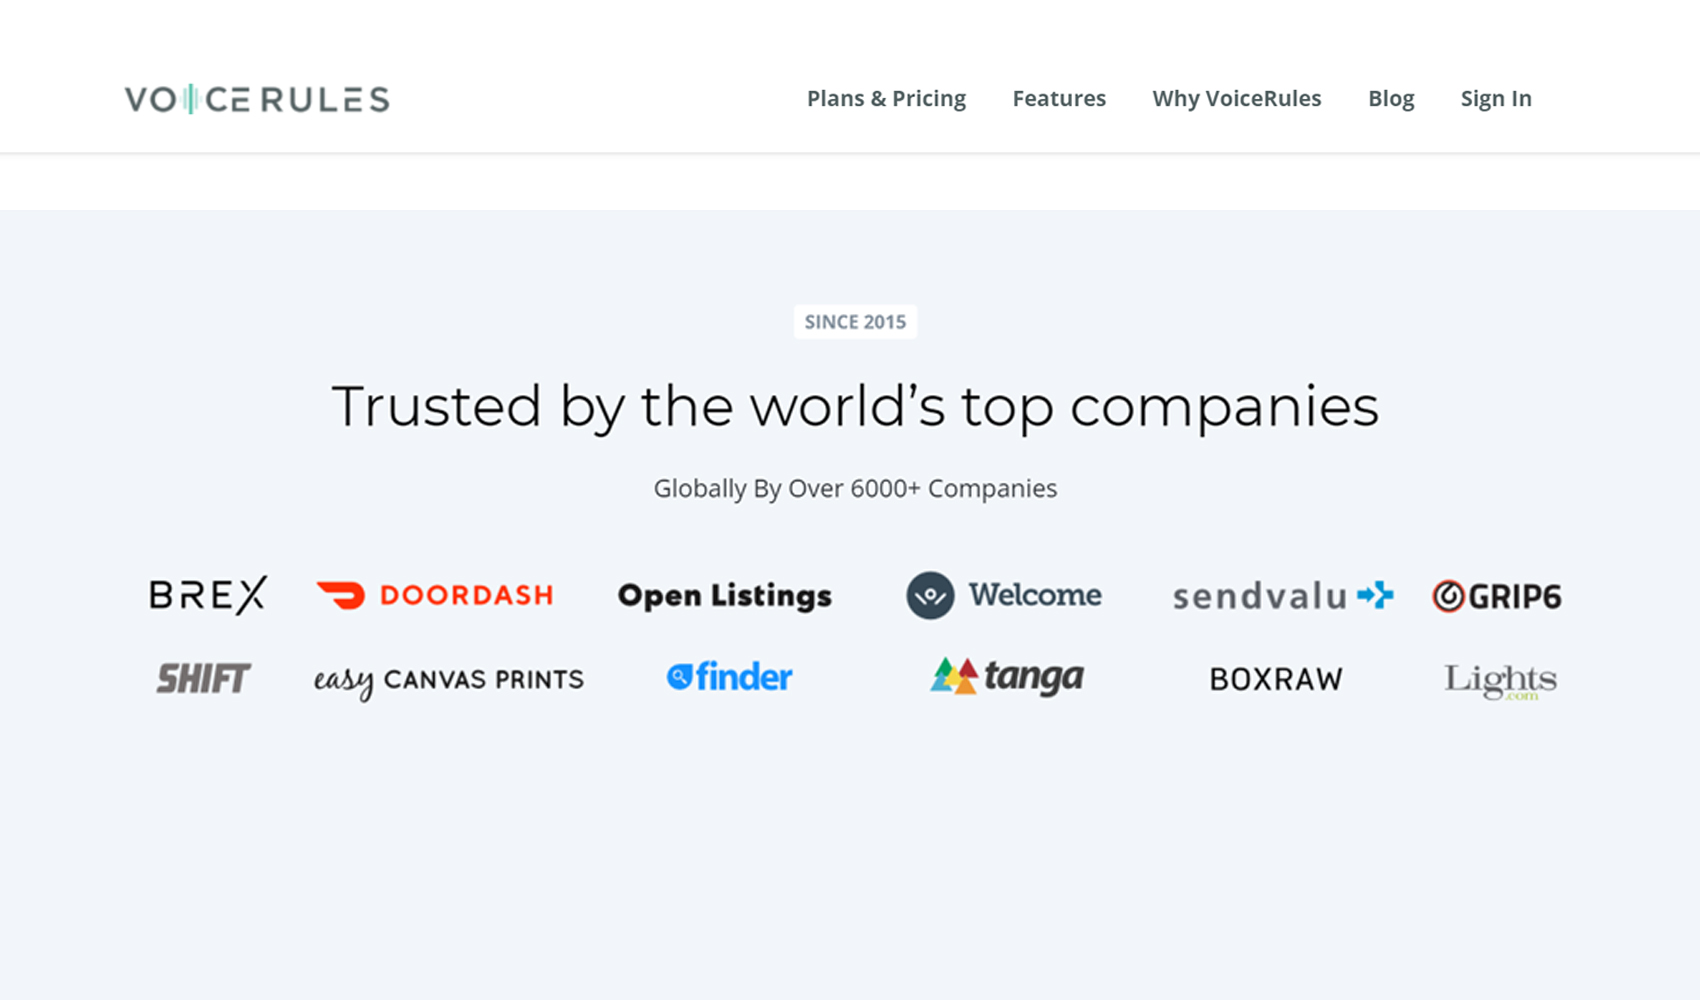 VOICERULES
Plans & Pricing Features Why VoiceRules Blog Sign In
SINCE 2015
Trusted by the world’s top companies
Globally By Over 6000+ Companies
BREX DOORDASH Open Listings Welcome sendvalu GRIP6
SHIFT easy CANVAS PRINTS finder tanga BOXRAW Lights
.com